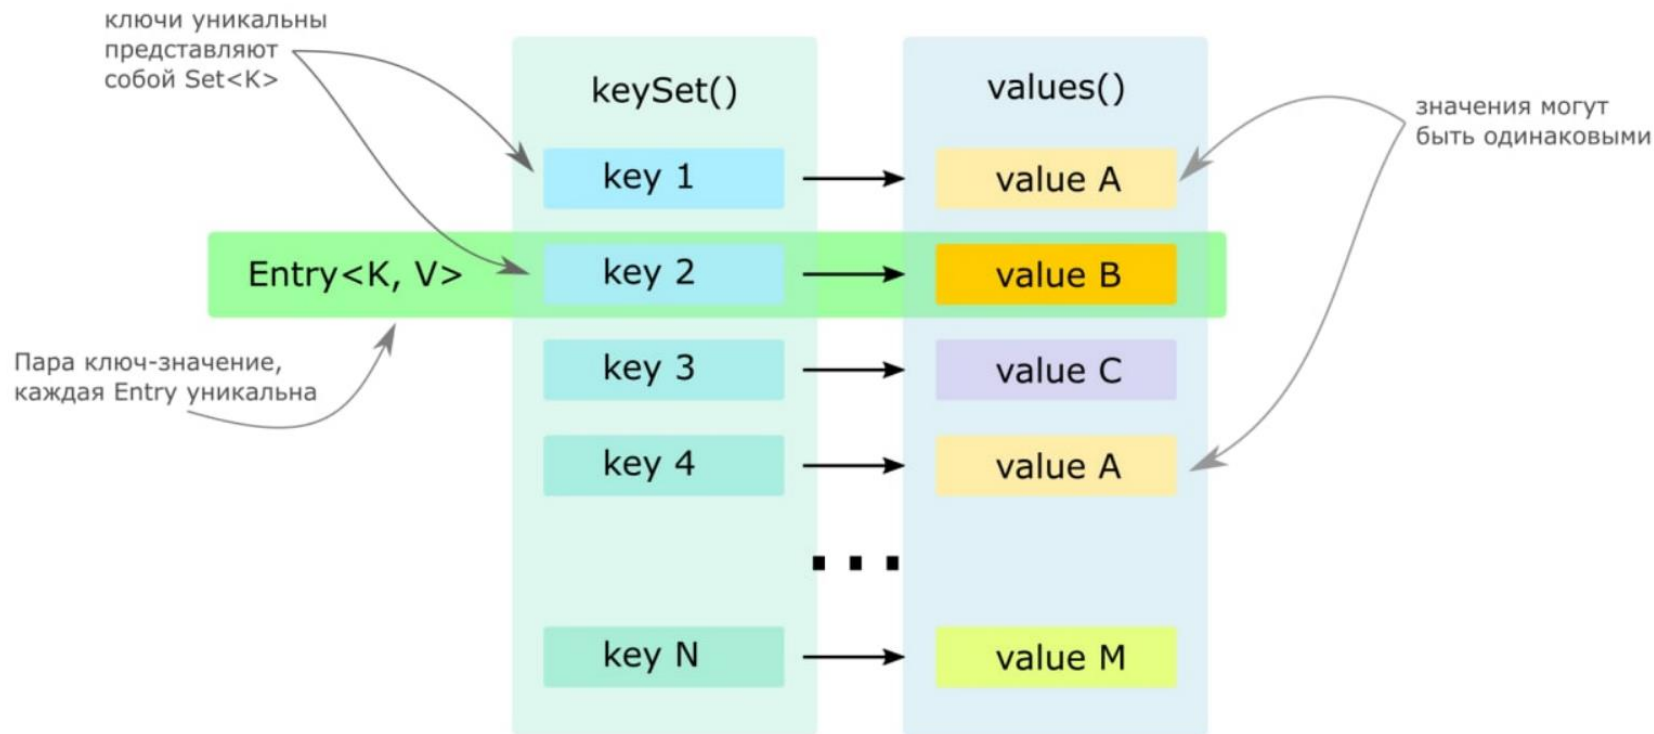 ключи уникальны
представляют
собой Set<K>
keySet()
values()
значения могут
быть одинаковыми
key 1
value A
Entry<K, V>
key 2
value B
Пара ключ-значение,
каждая Entry уникальна
key 3
value C
key 4
value A
...
key N
value M